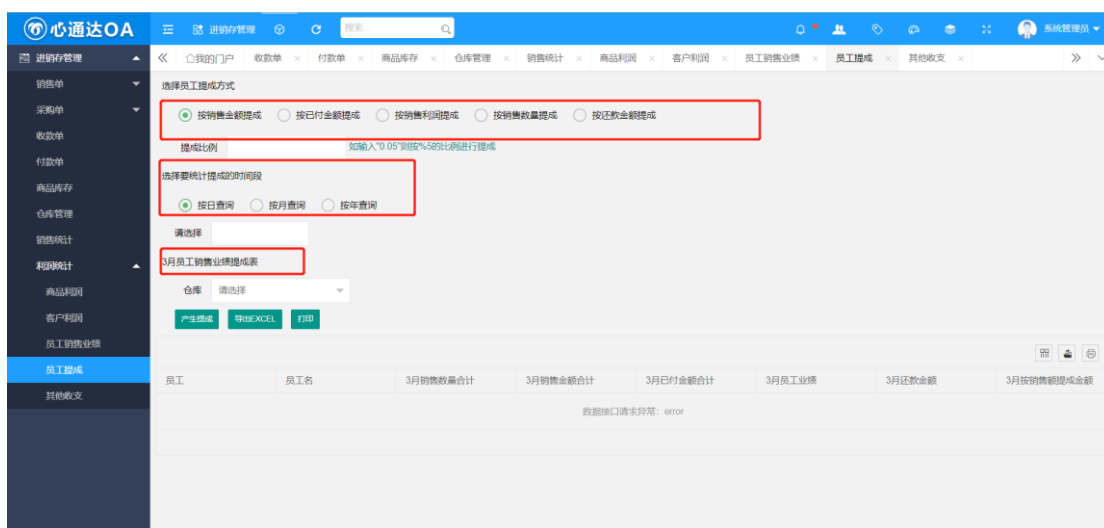 心通达OA 进销存管理 搜索 系统管理员
进销存管理 我的门户 收款单 付款单 商品库存 仓库管理 销售统计 商品利润 客户利润 员工销售业绩 员工提成 其他收支
销售单
采购单
收款单
付款单
商品库存
仓库管理
销售统计
利润统计
商品利润
客户利润
员工销售业绩
员工提成
其他收支
选择员工提成方式
按销售金额提成 按已付金额提成 按销售利润提成 按销售数量提成 按还款金额提成
提成比例 如输入"0.05"则按%5的比例进行提成
选择要统计提成的时间段
按日查询 按月查询 按年查询
请选择
3月员工销售业绩提成表
仓库 请选择
产生提成 导出EXCEL 打印
员工 员工名 3月销售数量合计 3月销售金额合计 3月已付金额合计 3月员工业绩 3月还款金额 3月按销售额提成金额
数据接口请求异常：error